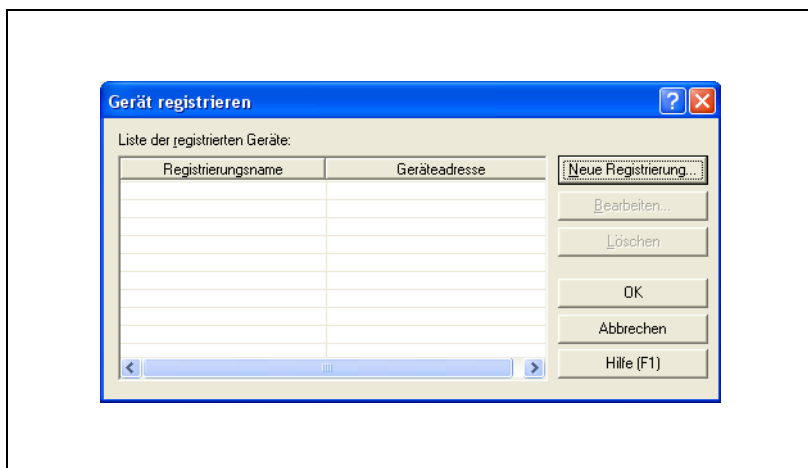 Gerät registrieren
Liste der registrierten Geräte:
Registrierungsname Geräteadresse
Neue Registrierung...
Bearbeiten...
Löschen
OK
Abbrechen
Hilfe (F1)